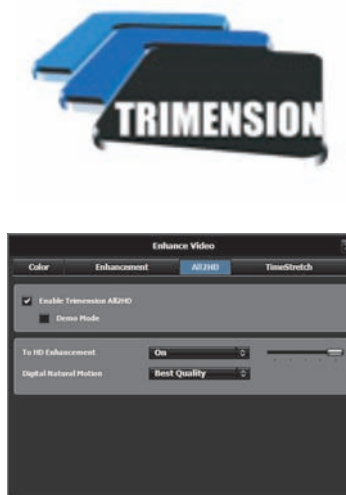 TRIMENSION
Enhance Video
Color Enhancement All2HD TimeStretch
Enable Trimension All2HD
Demo Mode
To HD Enhancement On
Digital Natural Motion Best Quality